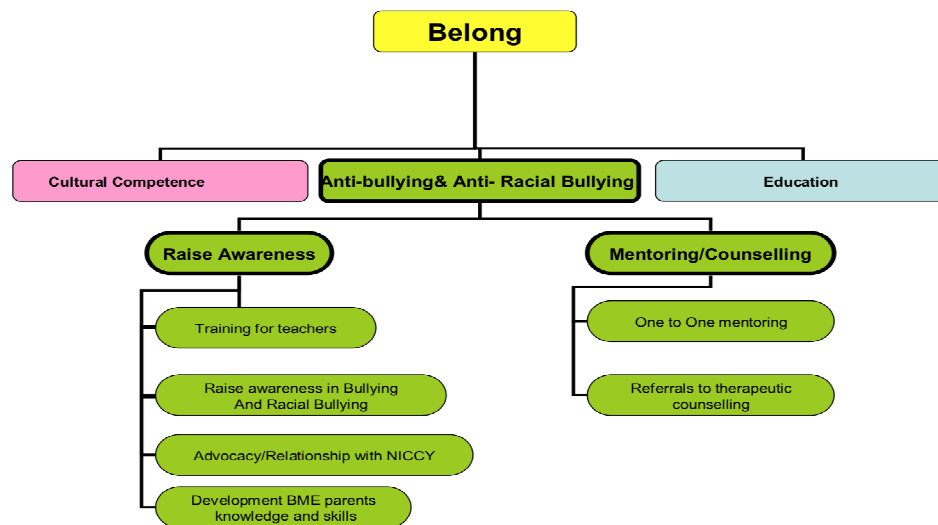 Belong
Cultural Competence
Anti-bullying& Anti- Racial Bullying
Education
Raise Awareness
Mentoring/Counselling
Training for teachers
One to One mentoring
Raise awareness in Bullying
And Racial Bullying
Referrals to therapeutic
counselling
Advocacy/Relationship with NICCY
Development BME parents
knowledge and skills